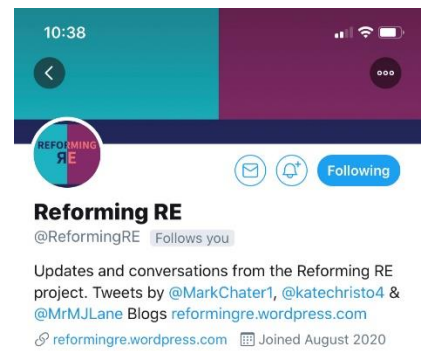 10:38
REFORMING
ЯE
Following
Reforming RE
@ReformingRE Follows you
Updates and conversations from the Reforming RE
project. Tweets by @MarkChater1, @katechristo4 &
@MrMJLane Blogs reformingre.wordpress.com
reformingre.wordpress.com Joined August 2020